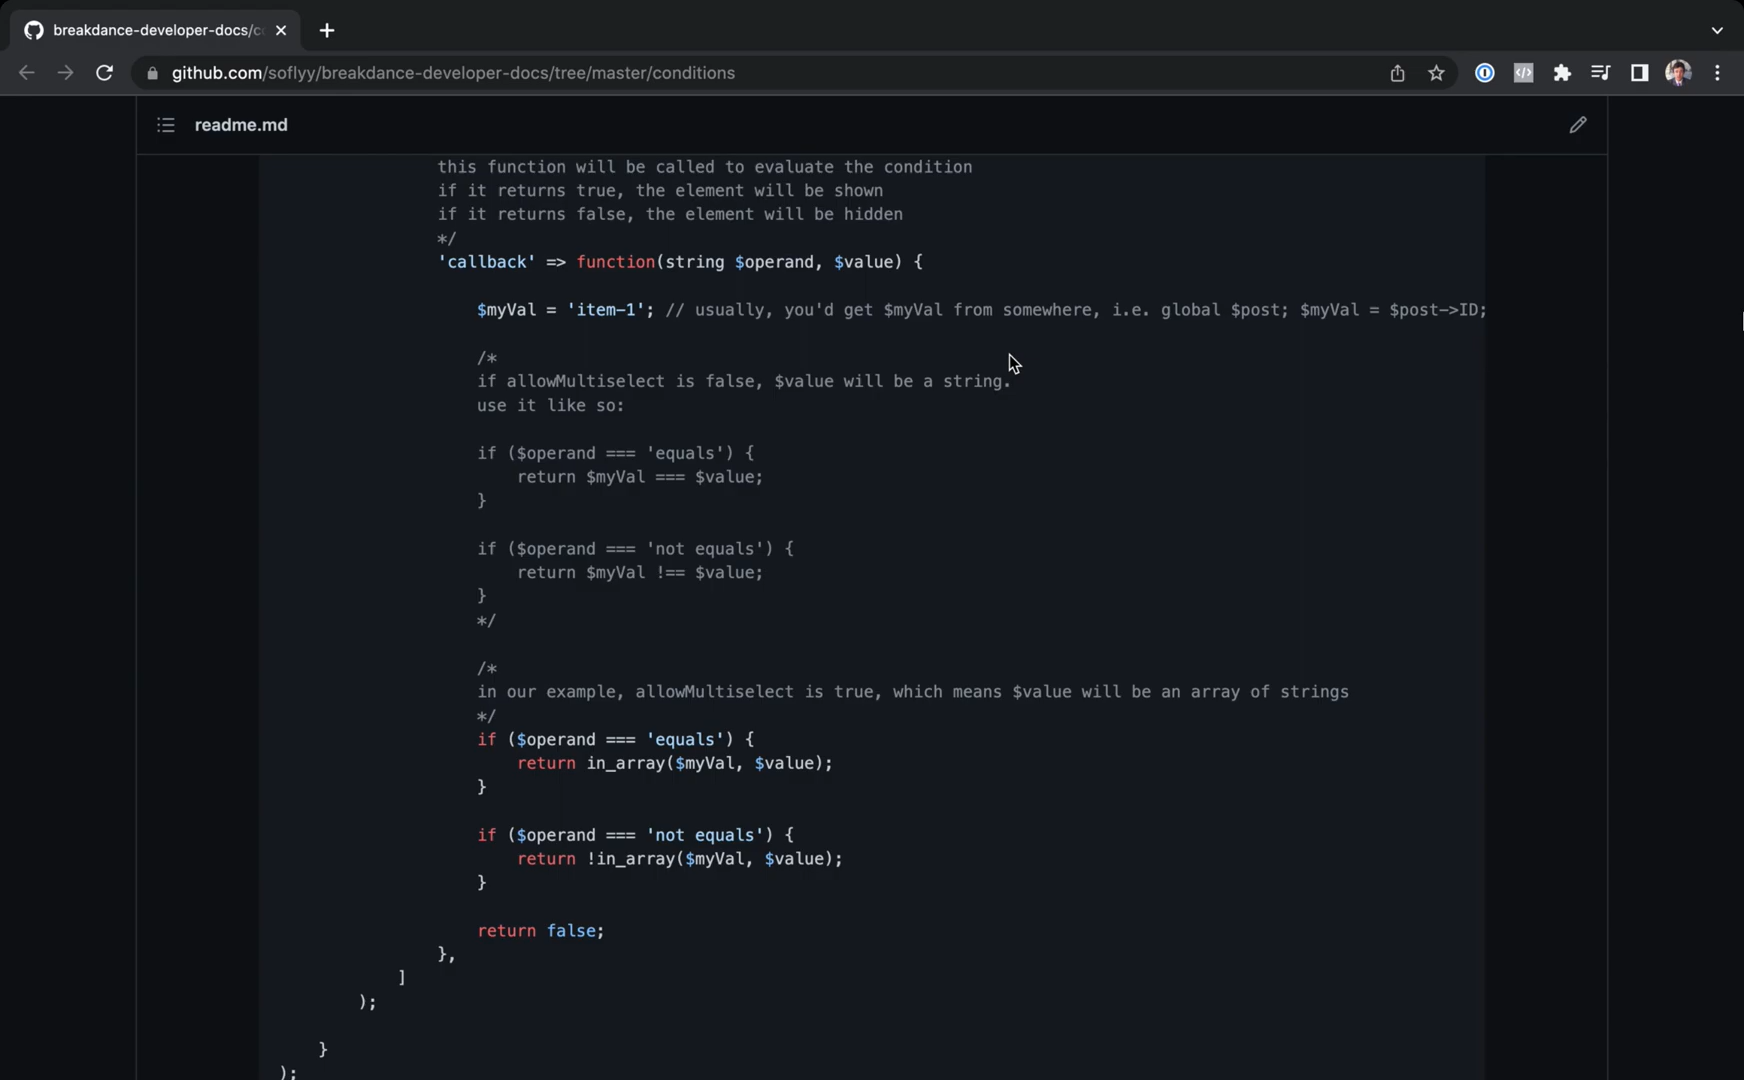 breakdance-developer-docs/c
github.com/soflyy/breakdance-developer-docs/tree/master/conditions
readme.md
this function will be called to evaluate the condition
if it returns true, the element will be shown
if it returns false, the element will be hidden
*/
'callback' => function(string $operand, $value) {
$myVal = 'item-1'; // usually, you'd get $myVal from somewhere, i.e. global $post; $myVal = $post->ID;
/*
if allowMultiselect is false, $value will be a string.
use it like so:
if ($operand === 'equals') {
return $myVal === $value;
}
if ($operand === 'not equals') {
return $myVal !== $value;
}
*/
/*
in our example, allowMultiselect is true, which means $value will be an array of strings
*/
if ($operand === 'equals') {
return in_array($myVal, $value);
}
if ($operand === 'not equals') {
return !in_array($myVal, $value);
}
return false;
},
]
);
}
);